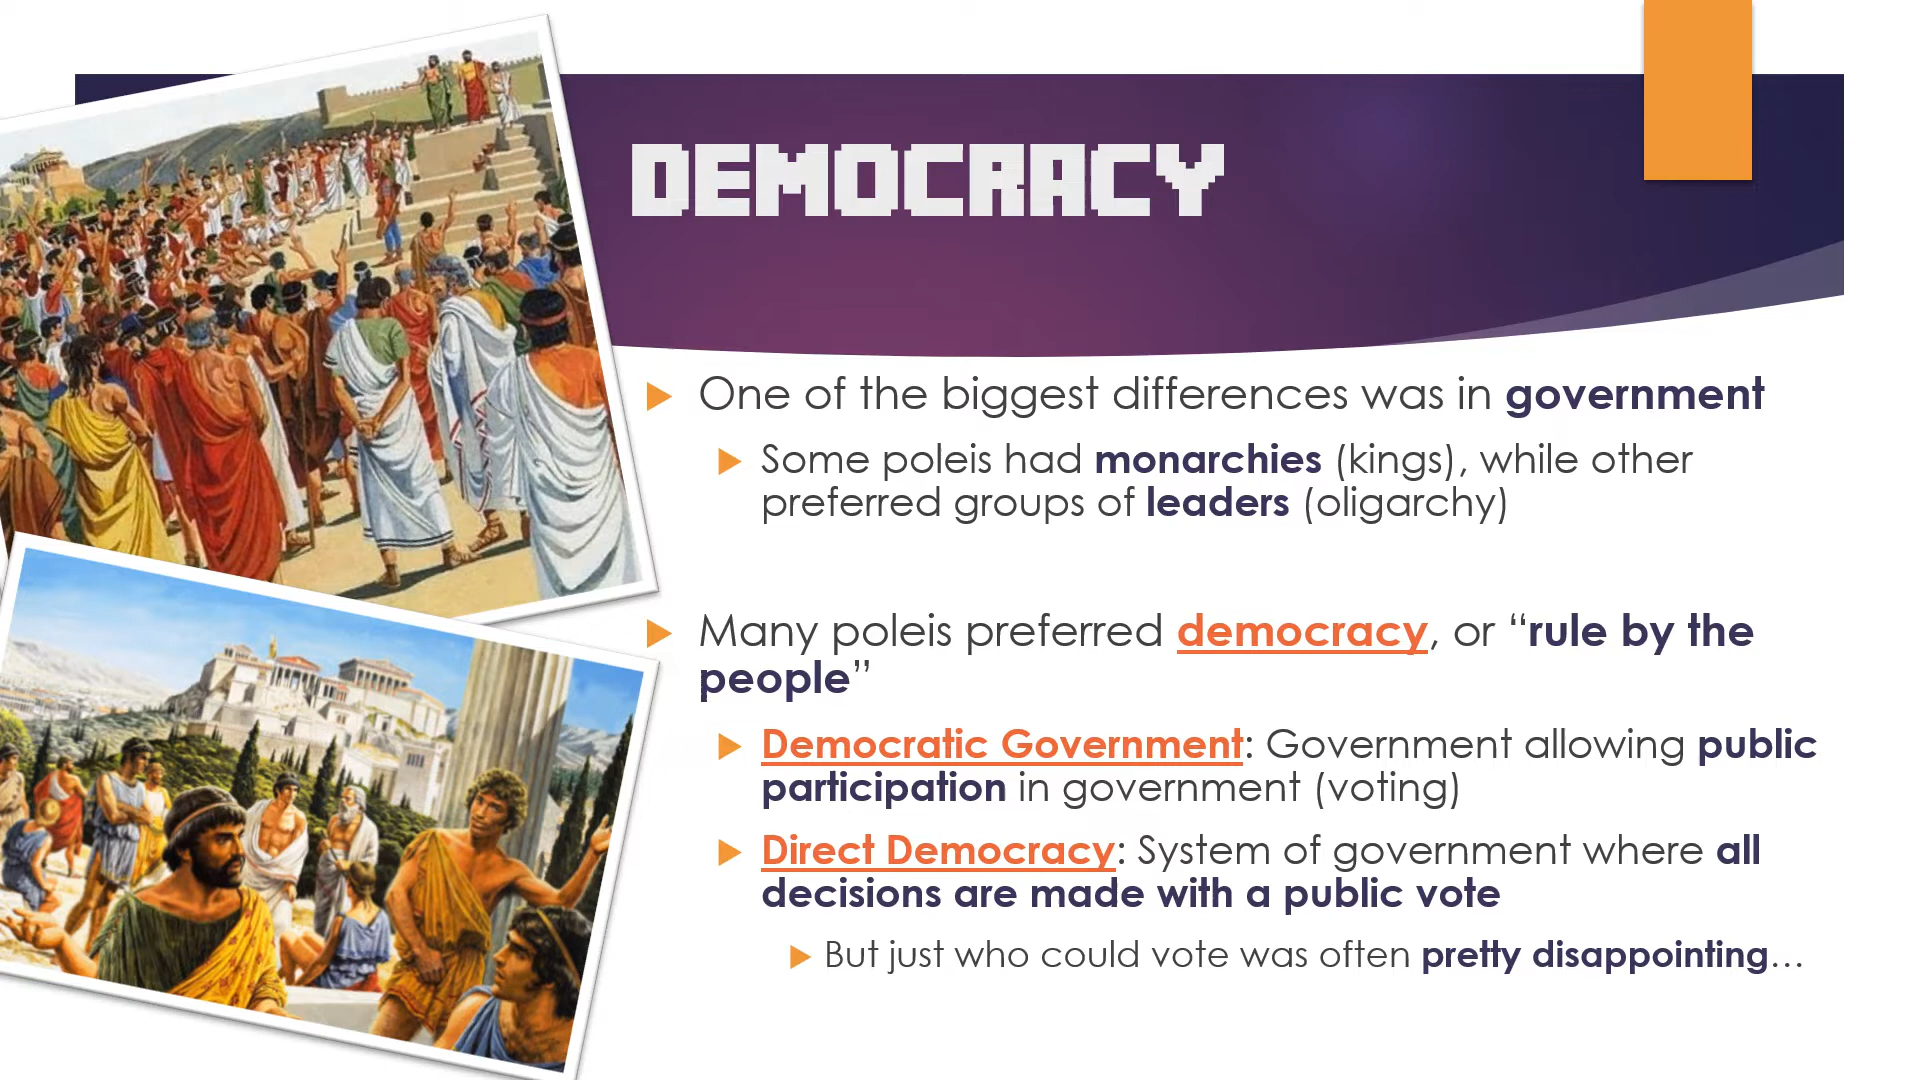 DEMOCRACY
One of the biggest differences was in government
Some poleis had monarchies (kings), while other
preferred groups of leaders (oligarchy)
Many poleis preferred democracy, or “rule by the
people”
Democratic Government: Government allowing public
participation in government (voting)
Direct Democracy: System of government where all
decisions are made with a public vote
But just who could vote was often pretty disappointing…